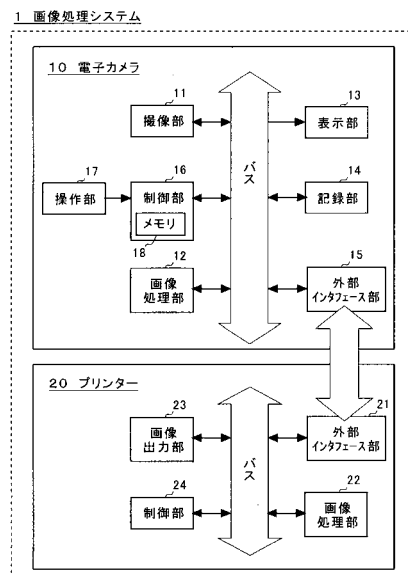 1 画像処理システム
10 電子カメラ
11
撮像部
13
表示部
17
操作部
16
制御部
メモリ
18
14
記録部
12
画像
処理部
15
外部
インタフェース部
バス
20 プリンター
23
画像
出力部
21
外部
インタフェース部
24
制御部
22
画像
処理部
バス